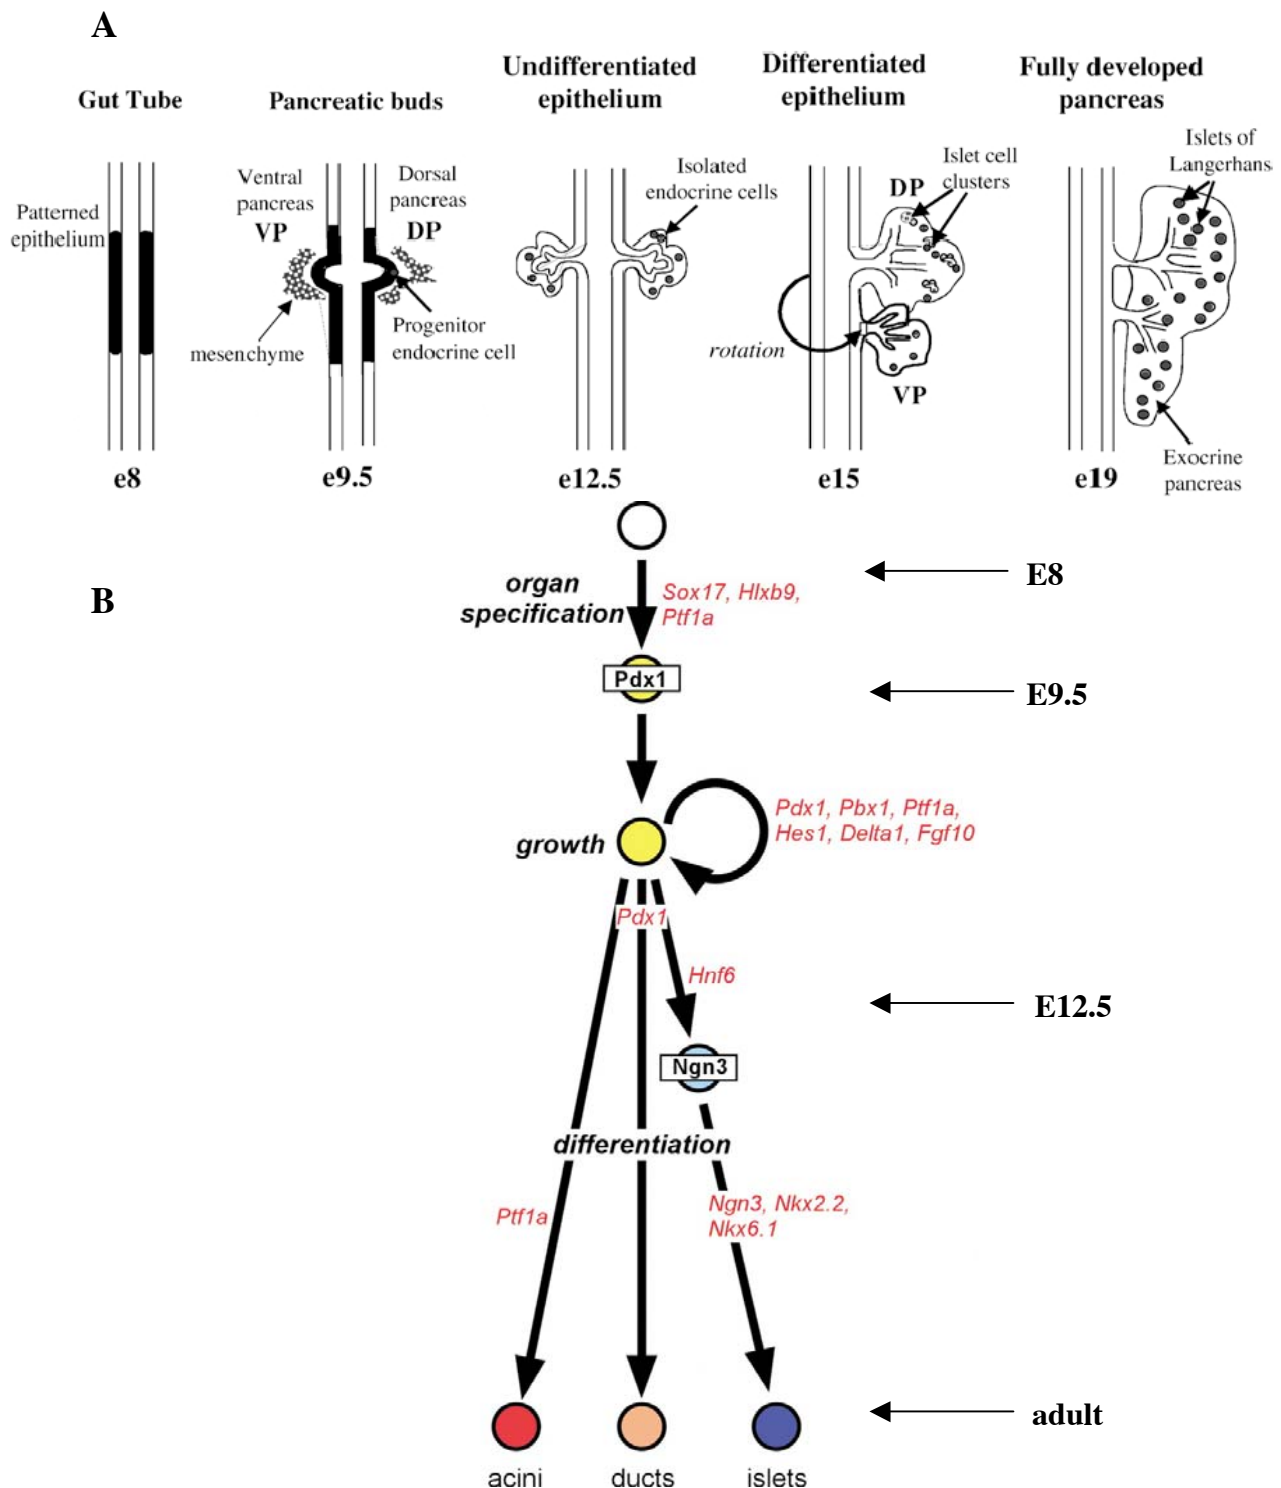 A
Gut Tube
Pancreatic buds
Undifferentiated
epithelium
Differentiated
epithelium
Fully developed
pancreas
Patterned
epithelium
Ventral
pancreas
VP
Dorsal
pancreas
DP
mesenchyme
Progenitor
endocrine cell
Isolated
endocrine cells
DP
Islet cell
clusters
rotation
VP
Islets of
Langerhans
Exocrine
pancreas
e8
e9.5
e12.5
e15
e19
B
organ
specification
Sox17, Hlxb9,
Ptf1a
E8
Pdx1
E9.5
growth
Pdx1, Pbx1, Ptf1a,
Hes1, Delta1, Fgf10
Pdx1
Hnf6
E12.5
Ngn3
differentiation
Ptf1a
Ngn3, Nkx2.2,
Nkx6.1
adult
acini
ducts
islets